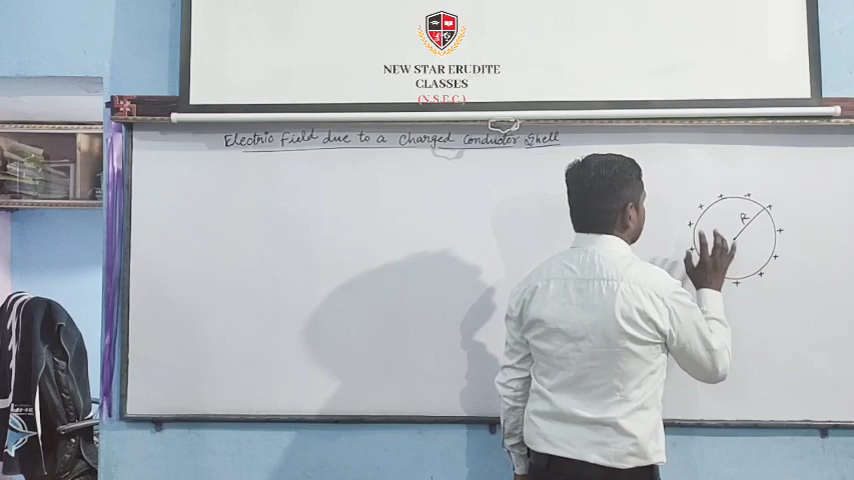 NEW STAR ERUDITE
CLASSES
(N.S.E.C)
Electric Field due to a Charged Conductor Shell
R